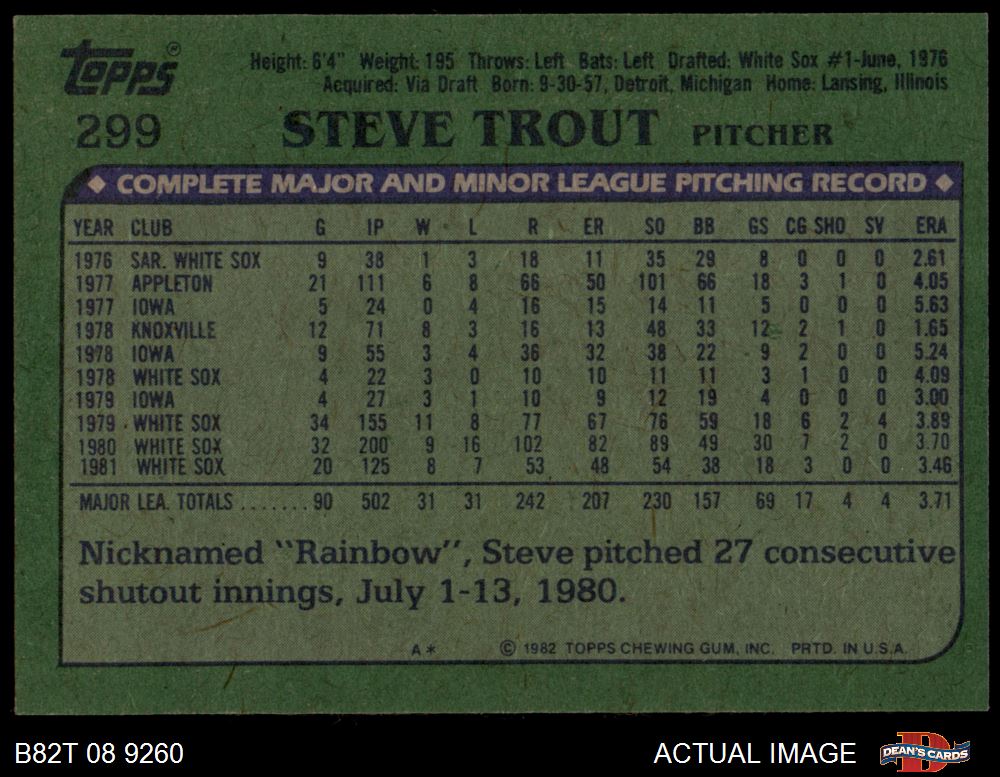 Topps®
Height: 6'4" Weight: 195 Throws: Left Bats: Left Drafted: White Sox #1-June, 1976
Acquired: Via Draft Born: 9-30-57, Detroit, Michigan Home: Lansing, Illinois
299 STEVE TROUT PITCHER
◆ COMPLETE MAJOR AND MINOR LEAGUE PITCHING RECORD ◆
YEAR CLUB G IP W L R ER SO BB GS CG SHO SV ERA
1976 SAR. WHITE SOX 9 38 1 3 18 11 35 29 8 0 0 0 2.61
1977 APPLETON 21 111 6 8 66 50 101 66 18 3 1 0 4.05
1977 IOWA 5 24 0 4 16 15 14 11 5 0 0 0 5.63
1978 KNOXVILLE 12 71 8 3 16 13 48 33 12 2 1 0 1.65
1978 IOWA 9 55 3 4 36 32 38 22 9 2 0 0 5.24
1978 WHITE SOX 4 22 3 0 10 10 11 11 3 1 0 0 4.09
1979 IOWA 4 27 3 1 10 9 12 19 4 0 0 0 3.00
1979 WHITE SOX 34 155 11 8 77 67 76 59 18 6 2 4 3.89
1980 WHITE SOX 32 200 9 16 102 82 89 49 30 7 2 0 3.70
1981 WHITE SOX 20 125 8 7 53 48 54 38 18 3 0 0 3.46
MAJOR LEA. TOTALS.......90 502 31 31 242 207 230 157 69 17 4 4 3.71
Nicknamed "Rainbow", Steve pitched 27 consecutive
shutout innings, July 1-13, 1980.
A* © 1982 TOPPS CHEWING GUM, INC. PRTD. IN U.S.A.
B82T 08 9260 ACTUAL IMAGE DEAN'S CARDS